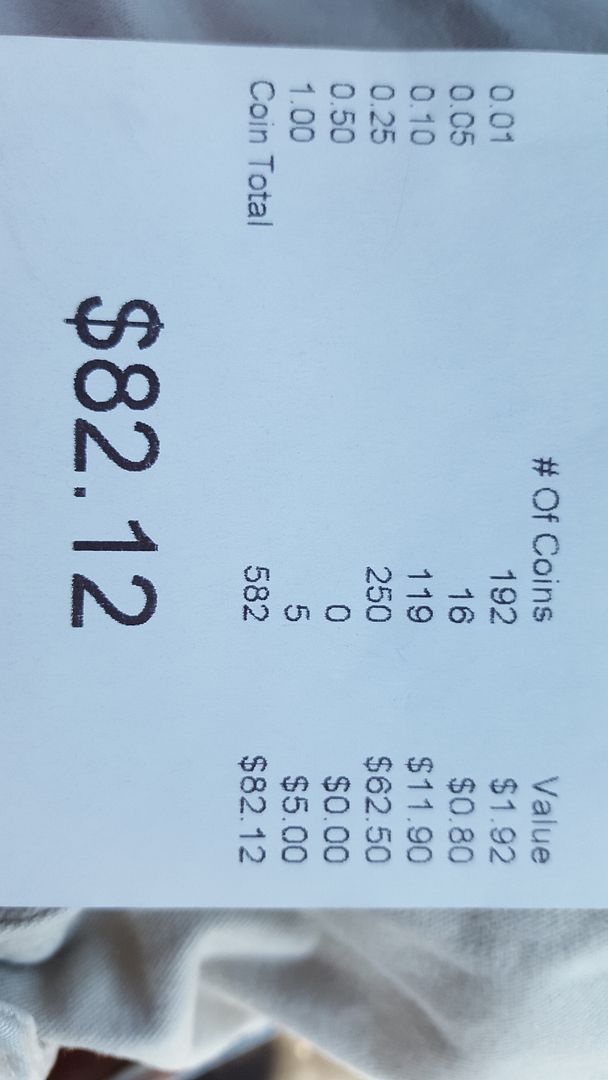 # Of Coins Value
0.01 192 $1.92
0.05 16 $0.80
0.10 119 $11.90
0.25 250 $62.50
0.50 0 $0.00
1.00 5 $5.00
Coin Total 582 $82.12
$82.12